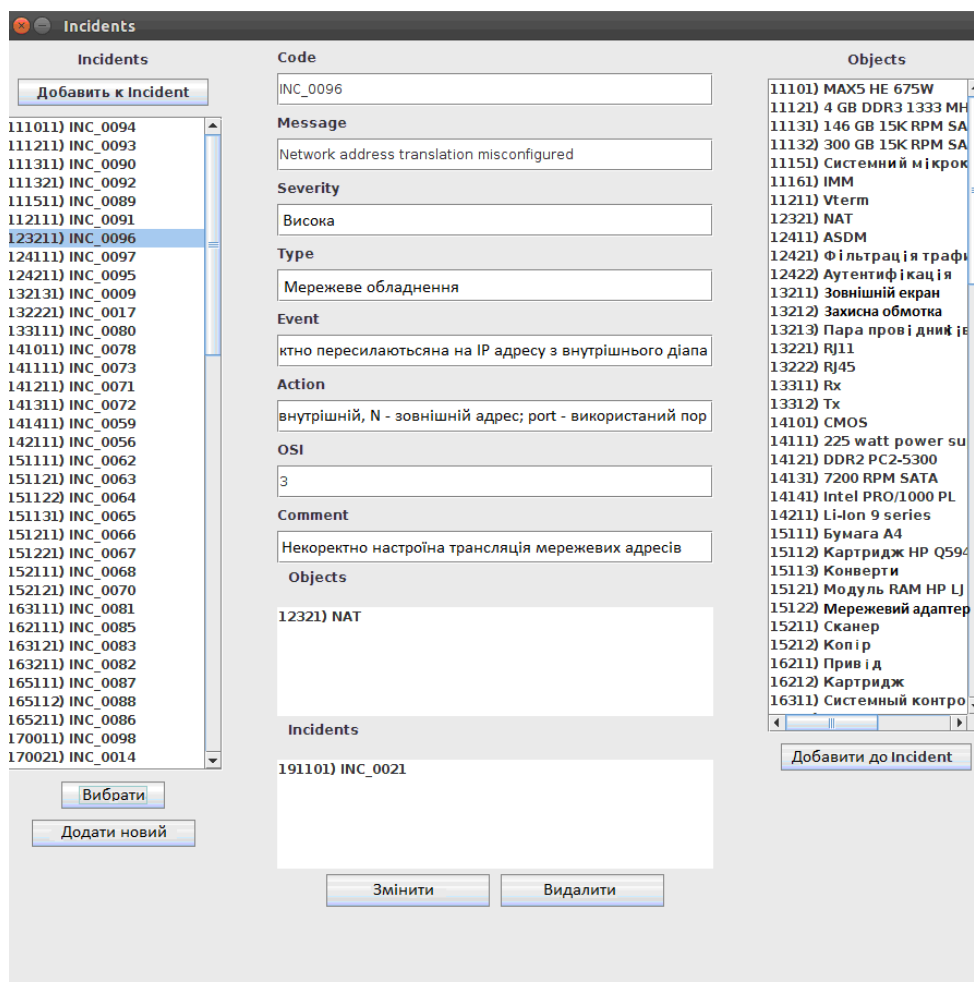 Incidents
Incidents
Добавить к Incident
111011) INC_0094
111211) INC_0093
111311) INC_0090
111321) INC_0092
111511) INC_0089
112111) INC_0091
123211) INC_0096
124111) INC_0097
124211) INC_0095
132131) INC_0009
132221) INC_0017
133111) INC_0080
141011) INC_0078
141111) INC_0073
141211) INC_0071
141311) INC_0072
141411) INC_0059
142111) INC_0056
151111) INC_0062
151121) INC_0063
151122) INC_0064
151131) INC_0065
151211) INC_0066
151221) INC_0067
152111) INC_0068
152121) INC_0070
163111) INC_0081
162111) INC_0085
163121) INC_0083
163211) INC_0082
165111) INC_0087
165112) INC_0088
165211) INC_0086
170011) INC_0098
170021) INC_0014
Вибрати
Додати новий
Code
INC_0096
Message
Network address translation misconfigured
Severity
Висока
Type
Мережеве обладнення
Event
ктно пересилаютьсяна на IP адресу з внутрішнього діапа
Action
внутрішній, N - зовнішній адрес; port - використаний пор
OSI
3
Comment
Некоректно настроїна трансляція мережевих адресів
Objects
12321) NAT
Incidents
191101) INC_0021
Змінити
Видалити
Objects
11101) MAX5 HE 675W
11121) 4 GB DDR3 1333 MH
11131) 146 GB 15K RPM SA
11132) 300 GB 15K RPM SA
11151) Системний мікрок
11161) IMM
11211) Vterm
12321) NAT
12411) ASDM
12421) Фільтрація трафи
12422) Аутентифікація
13211) Зовнішній екран
13212) Захисна обмотка
13213) Пара провідників
13221) RJ11
13222) RJ45
13311) Rx
13312) Tx
14101) CMOS
14111) 225 watt power su
14121) DDR2 PC2-5300
14131) 7200 RPM SATA
14141) Intel PRO/1000 PL
14211) Li-Ion 9 series
15111) Бумага А4
15112) Картридж HP Q594
15113) Конверти
15121) Модуль RAM HP LJ
15122) Мережевий адаптер
15211) Сканер
15212) Копір
16211) Привід
16212) Картридж
16311) Системный контро
Добавити до Incident